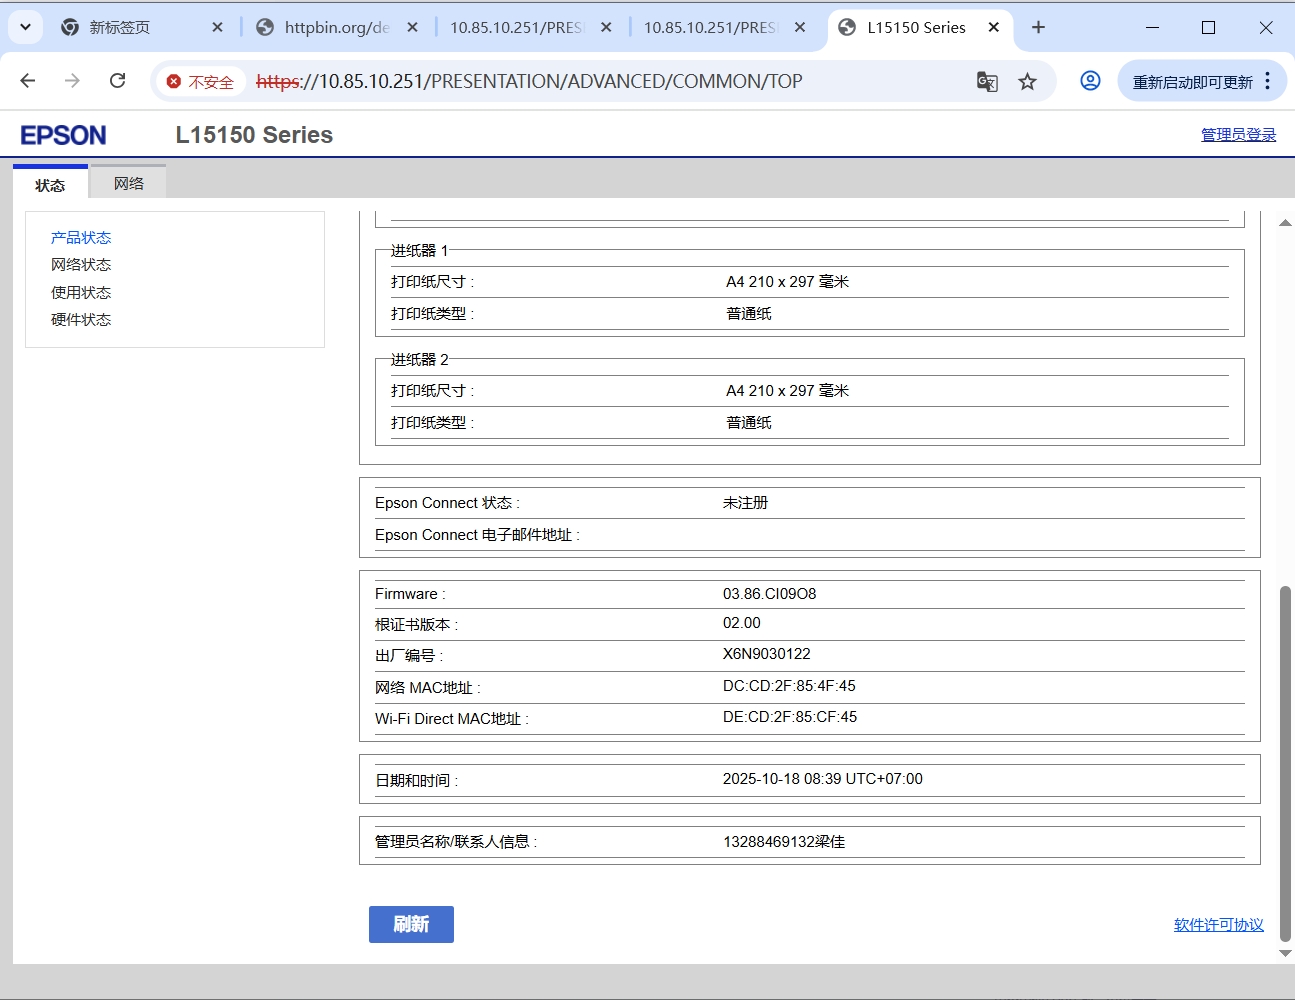 新标签页
httpbin.org/de
10.85.10.251/PRES
10.85.10.251/PRES
L15150 Series
不安全 https://10.85.10.251/PRESENTATION/ADVANCED/COMMON/TOP
重新启动即可更新
EPSON L15150 Series 管理员登录
状态 网络
产品状态
网络状态
使用状态
硬件状态
进纸器 1
打印纸尺寸 : A4 210 x 297 毫米
打印纸类型 : 普通纸
进纸器 2
打印纸尺寸 : A4 210 x 297 毫米
打印纸类型 : 普通纸
Epson Connect 状态 : 未注册
Epson Connect 电子邮件地址 :
Firmware : 03.86.CI09O8
根证书版本 : 02.00
出厂编号 : X6N9030122
网络 MAC地址 : DC:CD:2F:85:4F:45
Wi-Fi Direct MAC地址 : DE:CD:2F:85:CF:45
日期和时间 : 2025-10-18 08:39 UTC+07:00
管理员名称/联系人信息 : 13288469132梁佳
刷新
软件许可协议